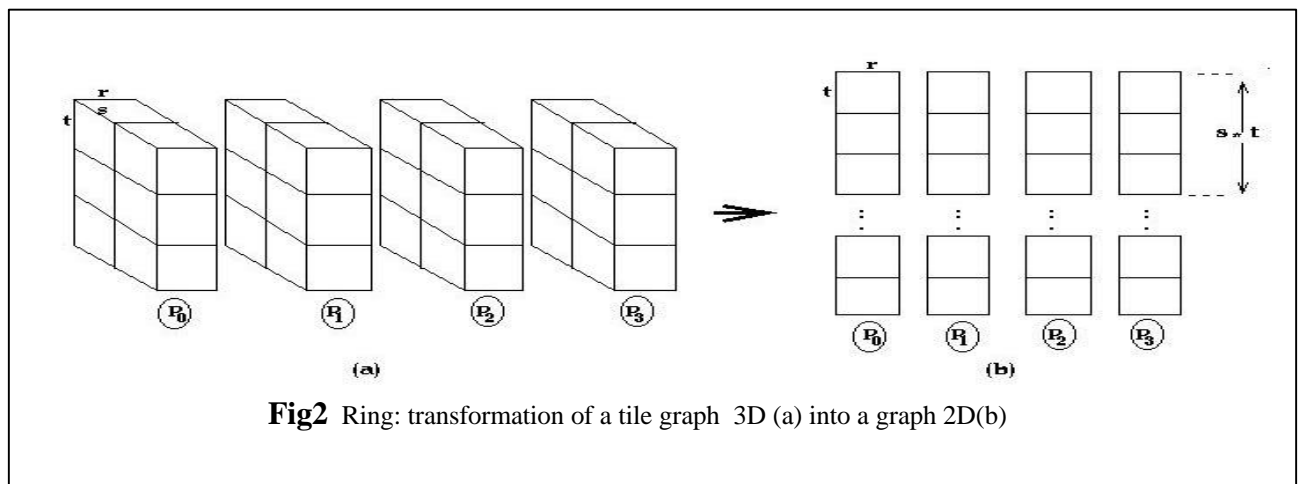 r
s
t
P0 P1 P2 P3
(a)
r
t
s * t
P0 P1 P2 P3
(b)
Fig2 Ring: transformation of a tile graph 3D (a) into a graph 2D(b)